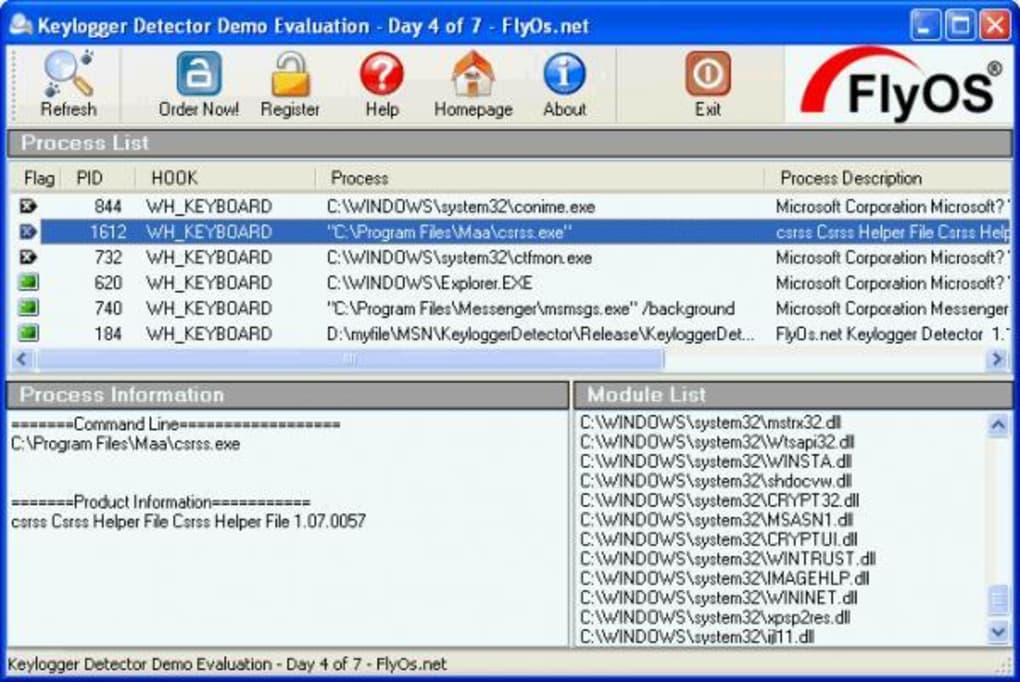 Keylogger Detector Demo Evaluation - Day 4 of 7 - FlyOs.net
Refresh Order Now! Register Help Homepage About Exit FlyOS®
Process List
Flag PID HOOK Process Process Description
844 WH_KEYBOARD C:\WINDOWS\system32\conime.exe Microsoft Corporation Microsoft?
1612 WH_KEYBOARD "C:\Program Files\Maa\csrss.exe" csrss Csrss Helper File Csrss Help
732 WH_KEYBOARD C:\WINDOWS\system32\ctfmon.exe Microsoft Corporation Microsoft?
620 WH_KEYBOARD C:\WINDOWS\Explorer.EXE Microsoft Corporation Microsoft?
740 WH_KEYBOARD "C:\Program Files\Messenger\msmsgs.exe" /background Microsoft Corporation Messenger
184 WH_KEYBOARD D:\myfile\MSN\KeyloggerDetector\Release\KeyloggerDet... FlyOs.net Keylogger Detector 1.
Process Information
=======Command Line==================
C:\Program Files\Maa\csrss.exe
=======Product Information===========
csrss Csrss Helper File Csrss Helper File 1.07.0057
Module List
C:\WINDOWS\system32\mstrx32.dll
C:\WINDOWS\system32\Wtsapi32.dll
C:\WINDOWS\system32\WINSTA.dll
C:\WINDOWS\system32\shdocvw.dll
C:\WINDOWS\system32\CRYPT32.dll
C:\WINDOWS\system32\MSASN1.dll
C:\WINDOWS\system32\CRYPTUI.dll
C:\WINDOWS\system32\WINTRUST.dll
C:\WINDOWS\system32\IMAGEHLP.dll
C:\WINDOWS\system32\WININET.dll
C:\WINDOWS\system32\xpsp2res.dll
C:\WINDOWS\system32\ijl11.dll
Keylogger Detector Demo Evaluation - Day 4 of 7 - FlyOs.net